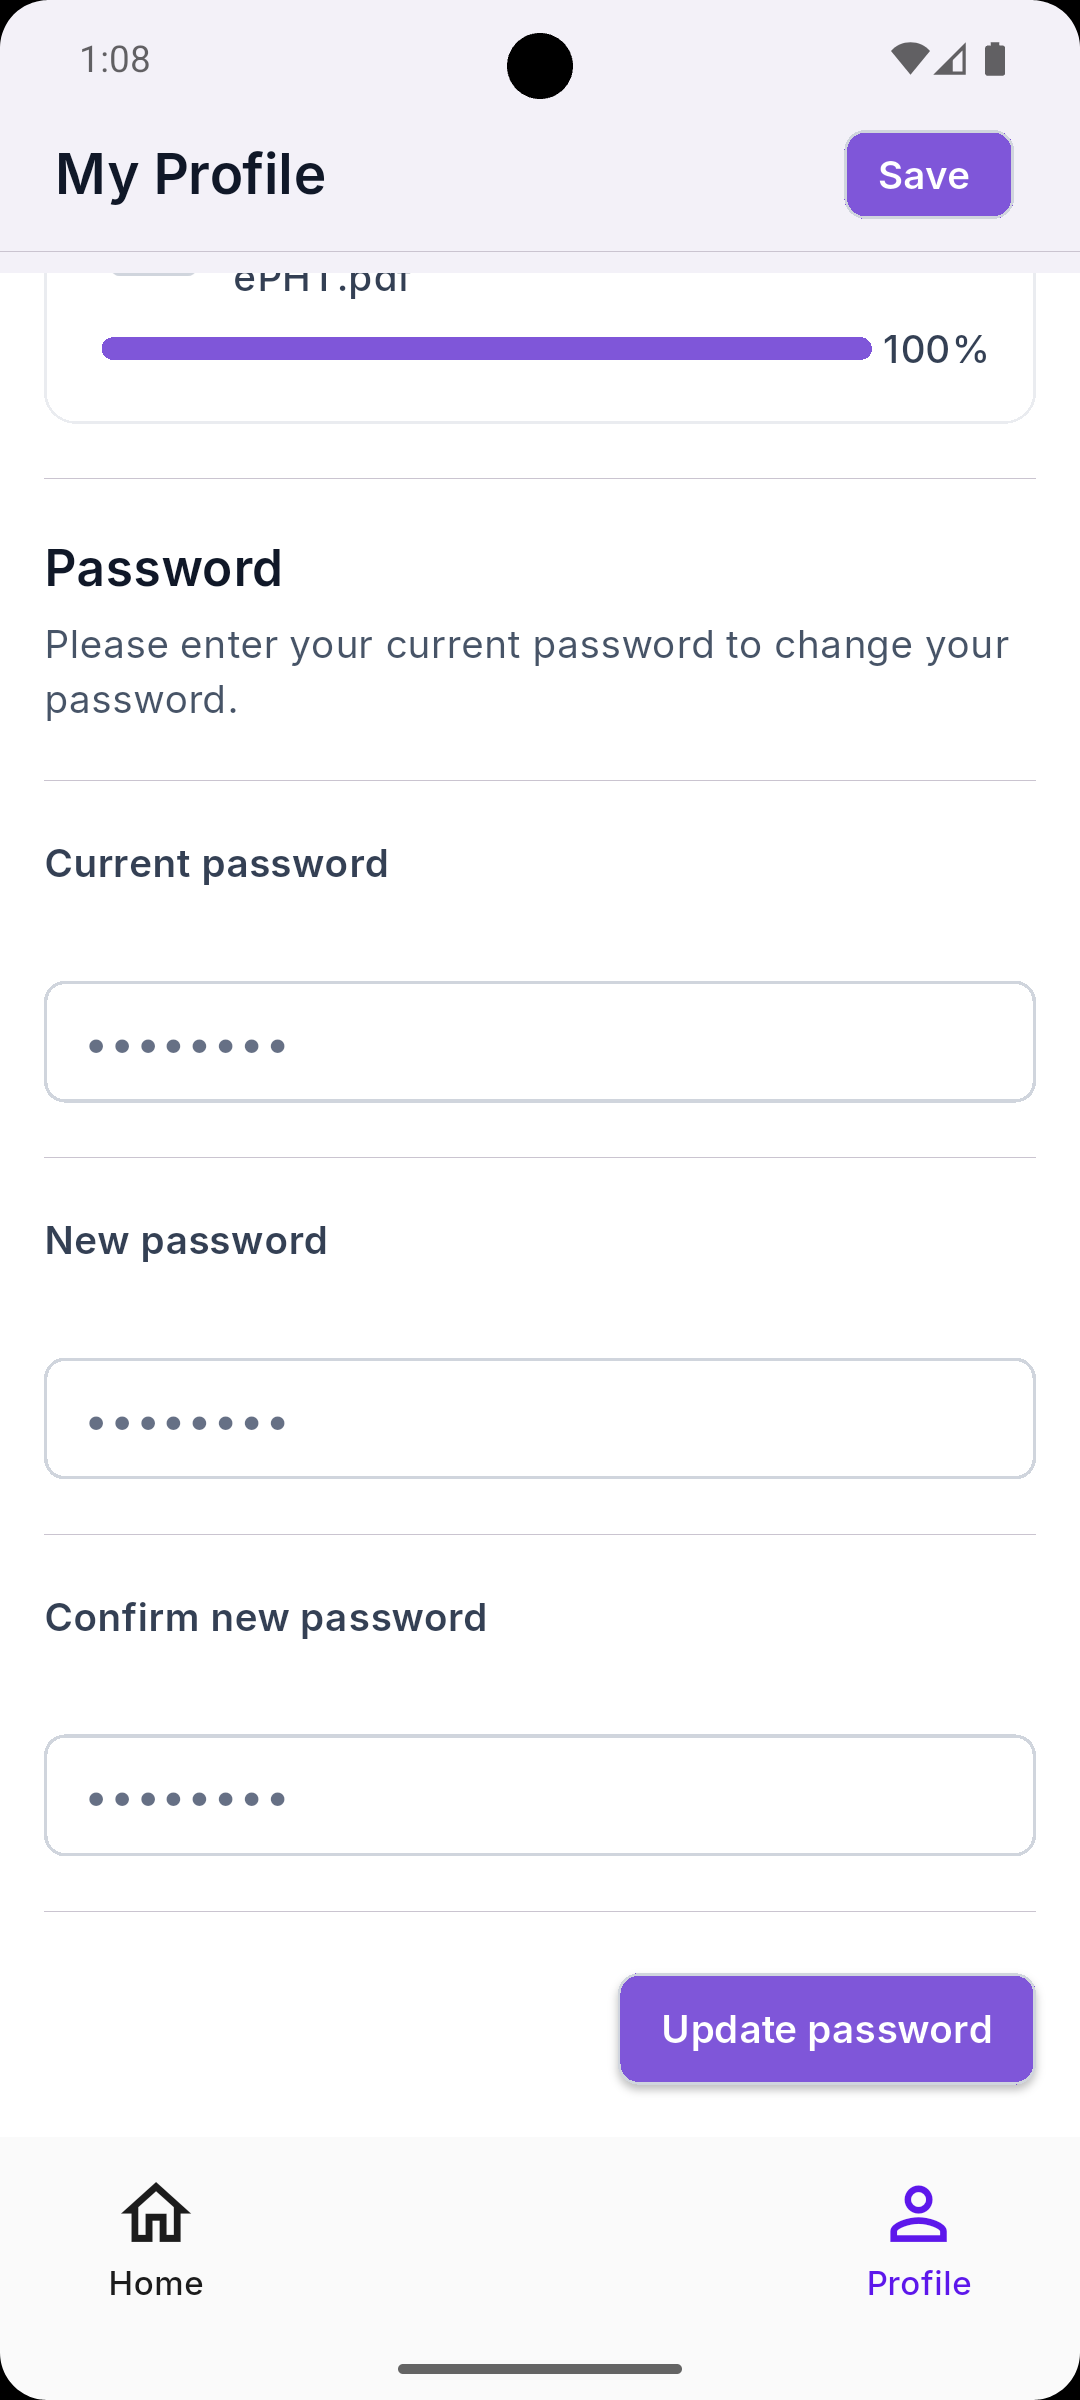 1:08
My Profile
Save
ePHI.pdf
100%
Password
Please enter your current password to change your
password.
Current password
••••••••
New password
••••••••
Confirm new password
••••••••
Update password
Home
Profile